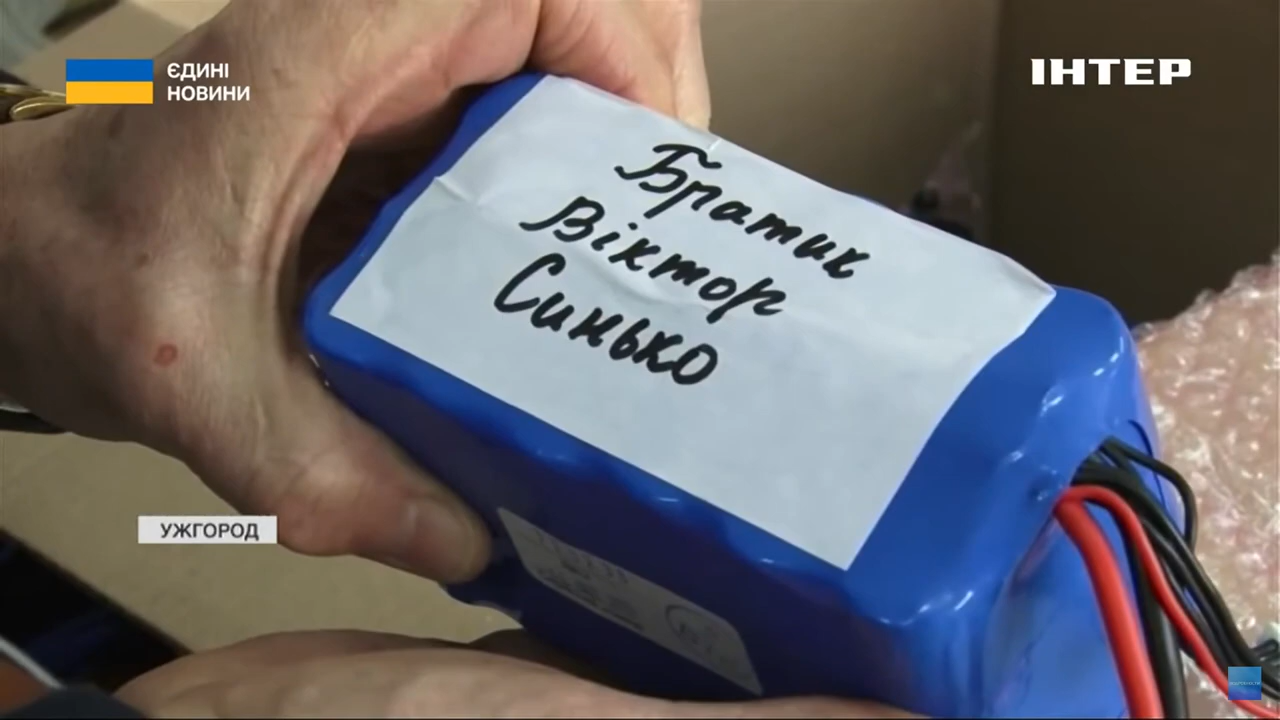 ЄДИНІ
НОВИНИ
ІНТЕР
Братик
Віктор
Синько
УЖГОРОД